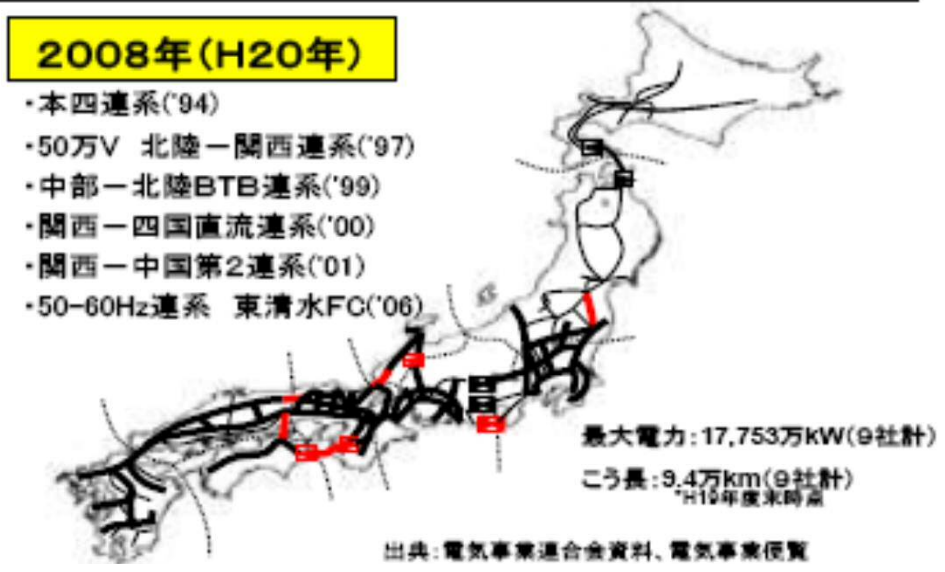 2008年(H20年)
・本四連系('94)
・50万V 北陸－関西連系('97)
・中部－北陸BTB連系('99)
・関西－四国直流連系('00)
・関西－中国第2連系('01)
・50-60Hz連系 東清水FC('06)
最大電力:17,753万kW(9社計)
こう長:9.4万km(9社計)
*H19年度末時点
出典:電気事業連合会資料、電気事業便覧